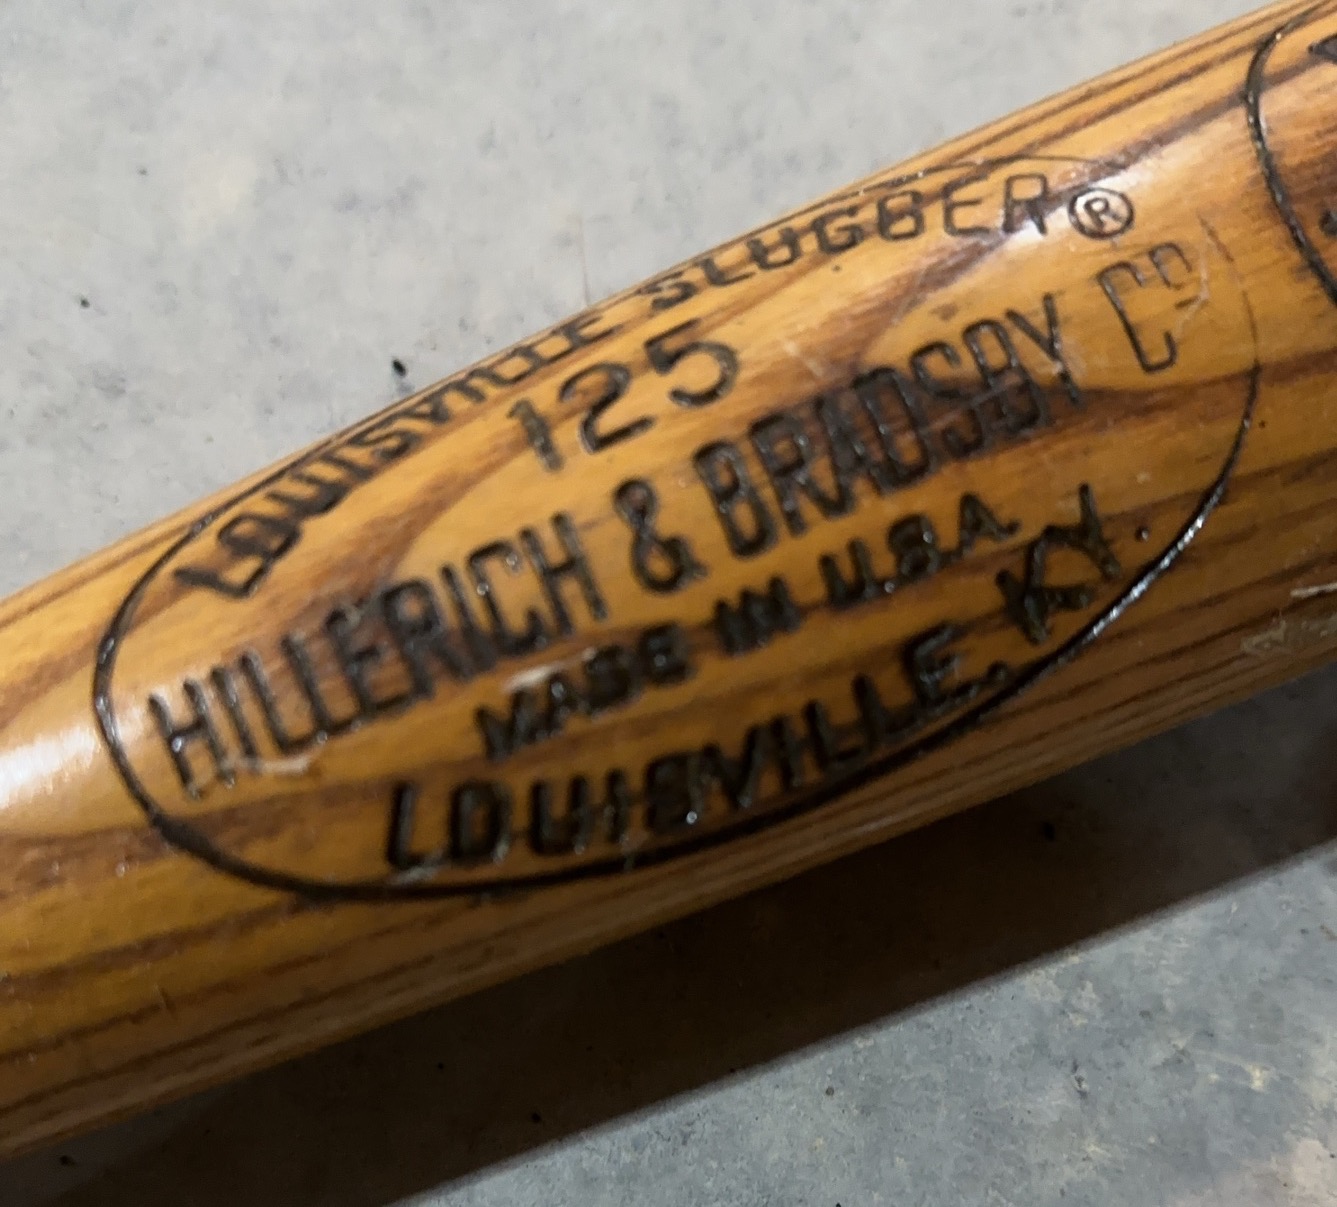 LOUISVILLE SLUGGER®
125
HILLERICH & BRADSBY Cº
MADE IN U.S.A.
LOUISVILLE, KY.